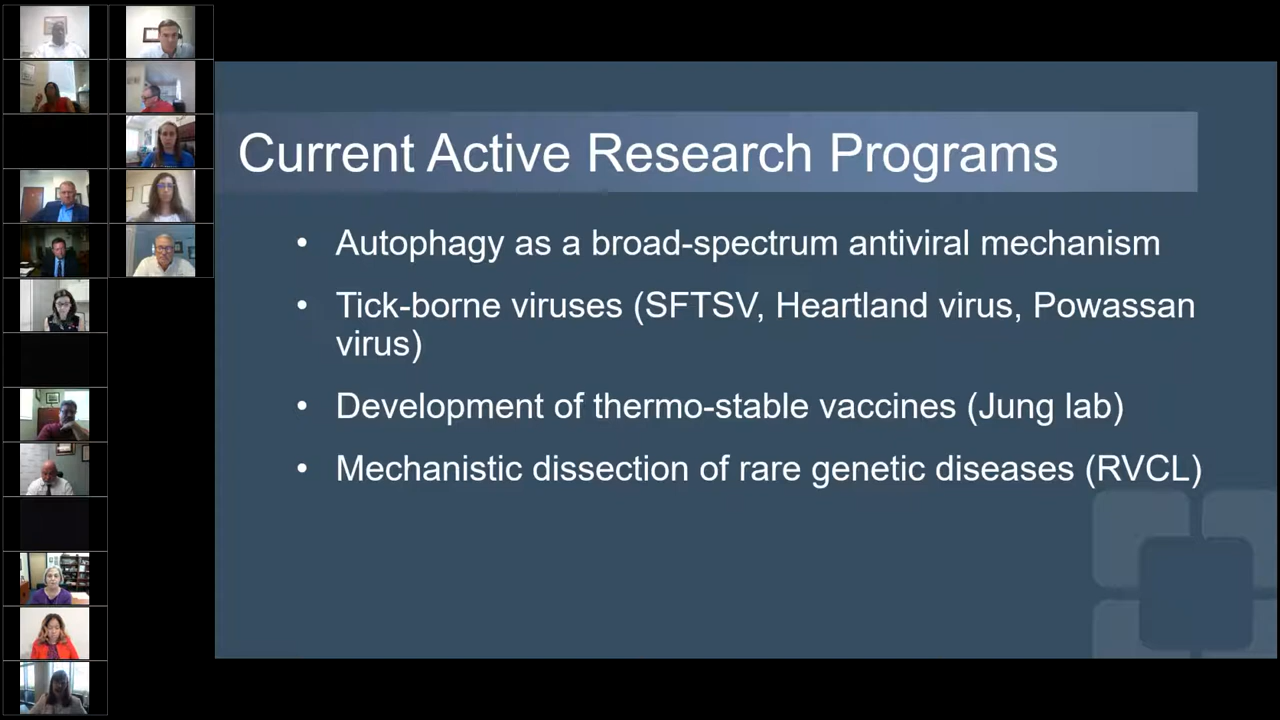 Current Active Research Programs
• Autophagy as a broad-spectrum antiviral mechanism
• Tick-borne viruses (SFTSV, Heartland virus, Powassan
virus)
• Development of thermo-stable vaccines (Jung lab)
• Mechanistic dissection of rare genetic diseases (RVCL)